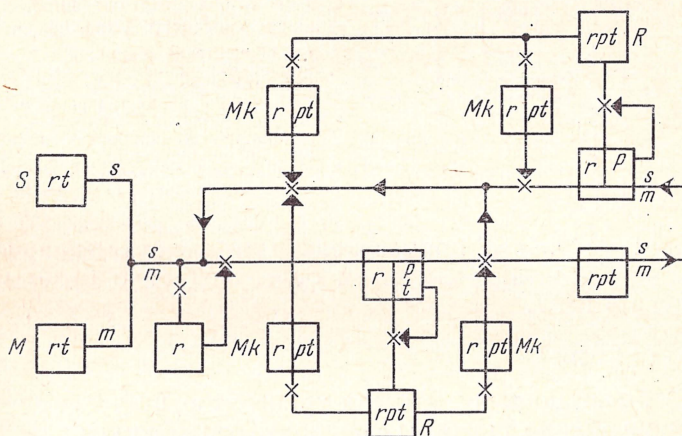 rpt R
Mk r pt Mk r pt
r p
S rt s s
m
s s
m rpt m
r p
t
M rt m r Mk r pt r pt Mk
rpt R